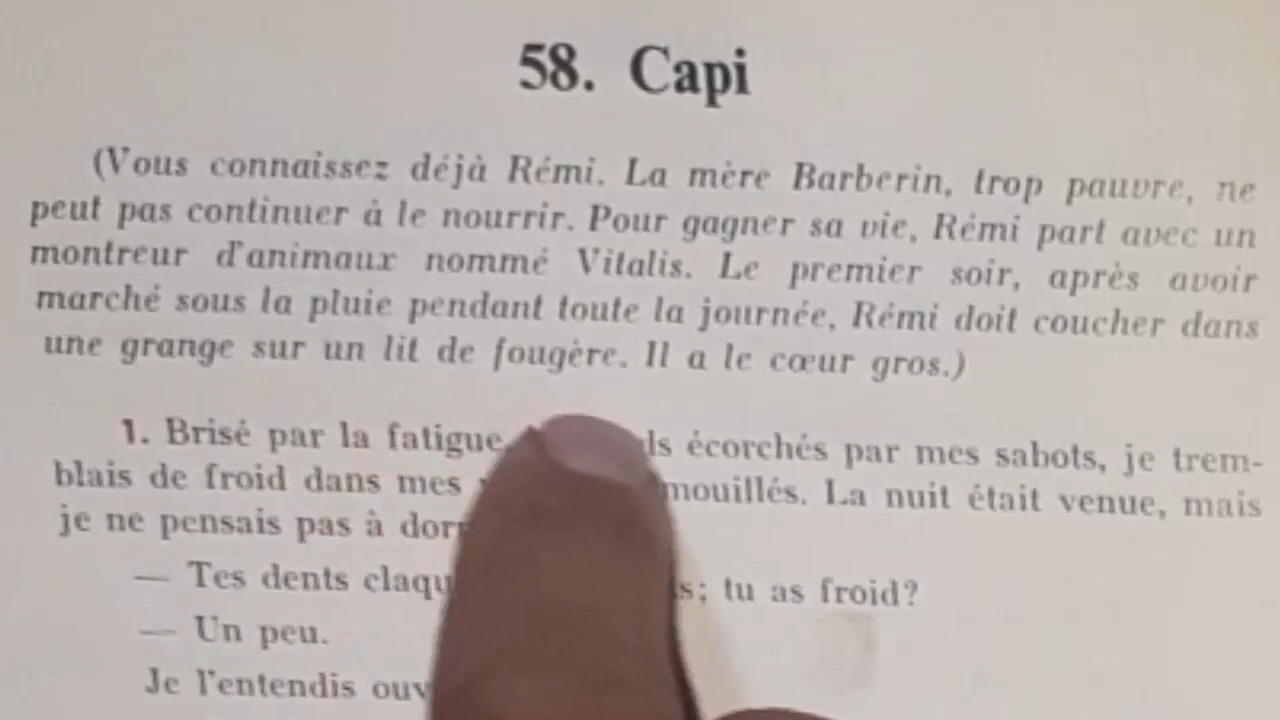 58. Capi
(Vous connaissez déjà Rémi. La mère Barberin, trop pauvre, ne
peut pas continuer à le nourrir. Pour gagner sa vie, Rémi part avec un
montreur d'animaux nommé Vitalis. Le premier soir, après avoir
marché sous la pluie pendant toute la journée, Rémi doit coucher dans
une grange sur un lit de fougère. Il a le cœur gros.)
1. Brisé par la fatigue écorchés par mes sabots, je trem-
blais de froid dans mes mouillés. La nuit était venue, mais
je ne pensais pas à
— Tes dents tu as froid?
— Un peu.
Je l'entendis